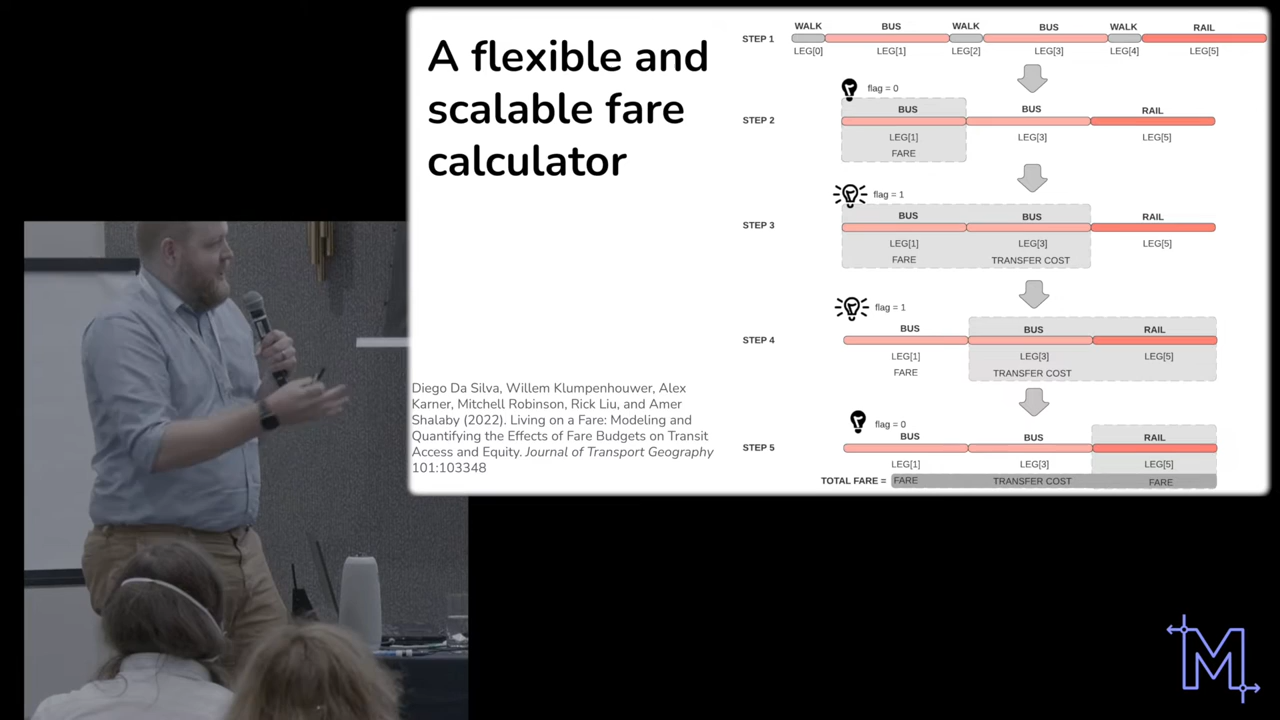 A flexible and
scalable fare
calculator
Diego Da Silva, Willem Klumpenhouwer, Alex
Karner, Mitchell Robinson, Rick Liu, and Amer
Shalaby (2022). Living on a Fare: Modeling and
Quantifying the Effects of Fare Budgets on Transit
Access and Equity. Journal of Transport Geography
101:103348
WALK BUS WALK BUS WALK RAIL
STEP 1
LEG[0] LEG[1] LEG[2] LEG[3] LEG[4] LEG[5]
flag = 0
BUS BUS RAIL
STEP 2
LEG[1] LEG[3] LEG[5]
FARE
flag = 1
BUS BUS RAIL
STEP 3
LEG[1] LEG[3] LEG[5]
FARE TRANSFER COST
flag = 1
BUS BUS RAIL
STEP 4
LEG[1] LEG[3] LEG[5]
FARE TRANSFER COST
flag = 0
BUS BUS RAIL
STEP 5
LEG[1] LEG[3] LEG[5]
TOTAL FARE = FARE TRANSFER COST FARE
M